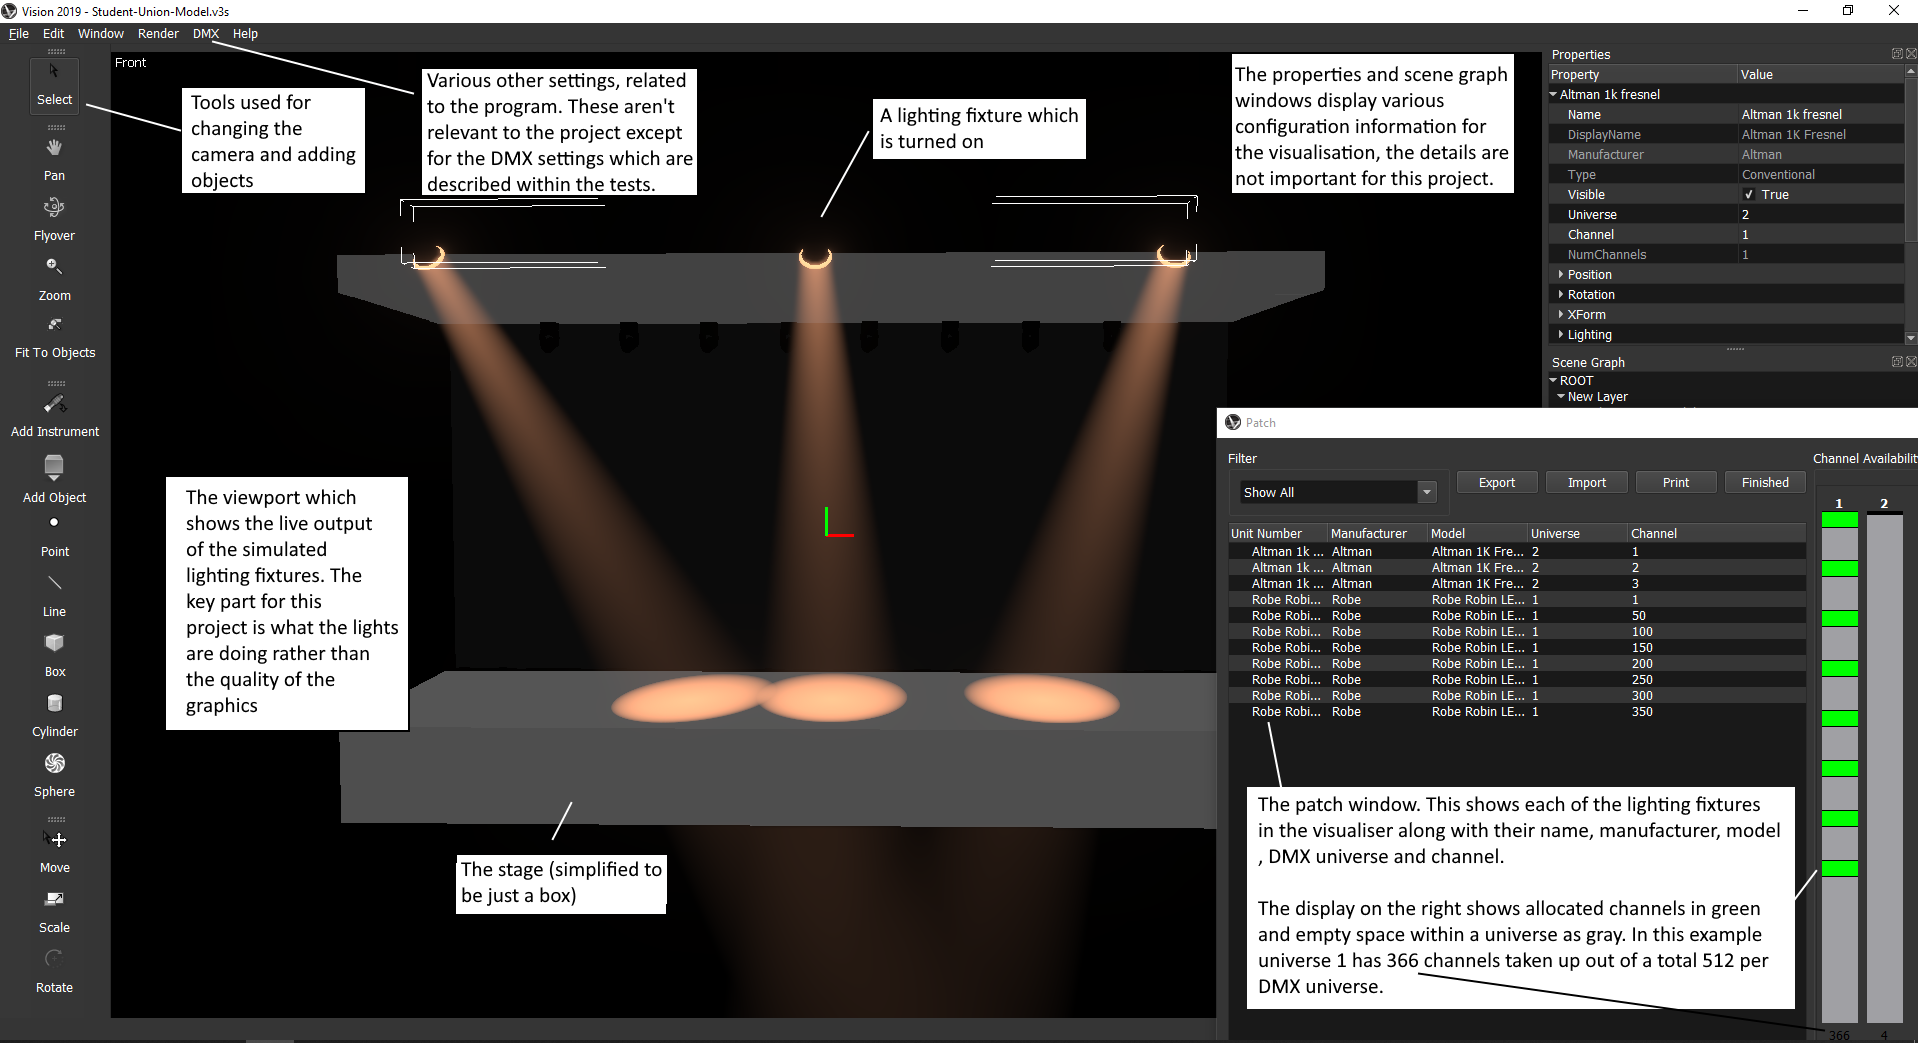 Vision 2019 - Student-Union-Model.v3s
File Edit Window Render DMX Help
Select
Pan
Flyover
Zoom
Fit To Objects
Add Instrument
Add Object
Point
Line
Box
Cylinder
Sphere
Move
Scale
Rotate
Front
Tools used for
changing the
camera and adding
objects
Various other settings, related
to the program. These aren't
relevant to the project except
for the DMX settings which are
described within the tests.
A lighting fixture which
is turned on
The properties and scene graph
windows display various
configuration information for
the visualisation, the details are
not important for this project.
The viewport which
shows the live output
of the simulated
lighting fixtures. The
key part for this
project is what the lights
are doing rather than
the quality of the
graphics
The stage (simplified to
be just a box)
Properties
Property Value
Altman 1k fresnel
Name Altman 1k fresnel
DisplayName Altman 1K Fresnel
Manufacturer Altman
Type Conventional
Visible True
Universe 2
Channel 1
NumChannels 1
Position
Rotation
XForm
Lighting
Scene Graph
ROOT
New Layer
Patch
Filter
Show All
Export Import Print Finished
Channel Availabilit
1 2
Unit Number Manufacturer Model Universe Channel
Altman 1k ... Altman Altman 1K Fre... 2 1
Altman 1k ... Altman Altman 1K Fre... 2 2
Altman 1k ... Altman Altman 1K Fre... 2 3
Robe Robi... Robe Robe Robin LE... 1 1
Robe Robi... Robe Robe Robin LE... 1 50
Robe Robi... Robe Robe Robin LE... 1 100
Robe Robi... Robe Robe Robin LE... 1 150
Robe Robi... Robe Robe Robin LE... 1 200
Robe Robi... Robe Robe Robin LE... 1 250
Robe Robi... Robe Robe Robin LE... 1 300
Robe Robi... Robe Robe Robin LE... 1 350
The patch window. This shows each of the lighting fixtures
in the visualiser along with their name, manufacturer, model
, DMX universe and channel.
The display on the right shows allocated channels in green
and empty space within a universe as gray. In this example
universe 1 has 366 channels taken up out of a total 512 per
DMX universe.
366 4